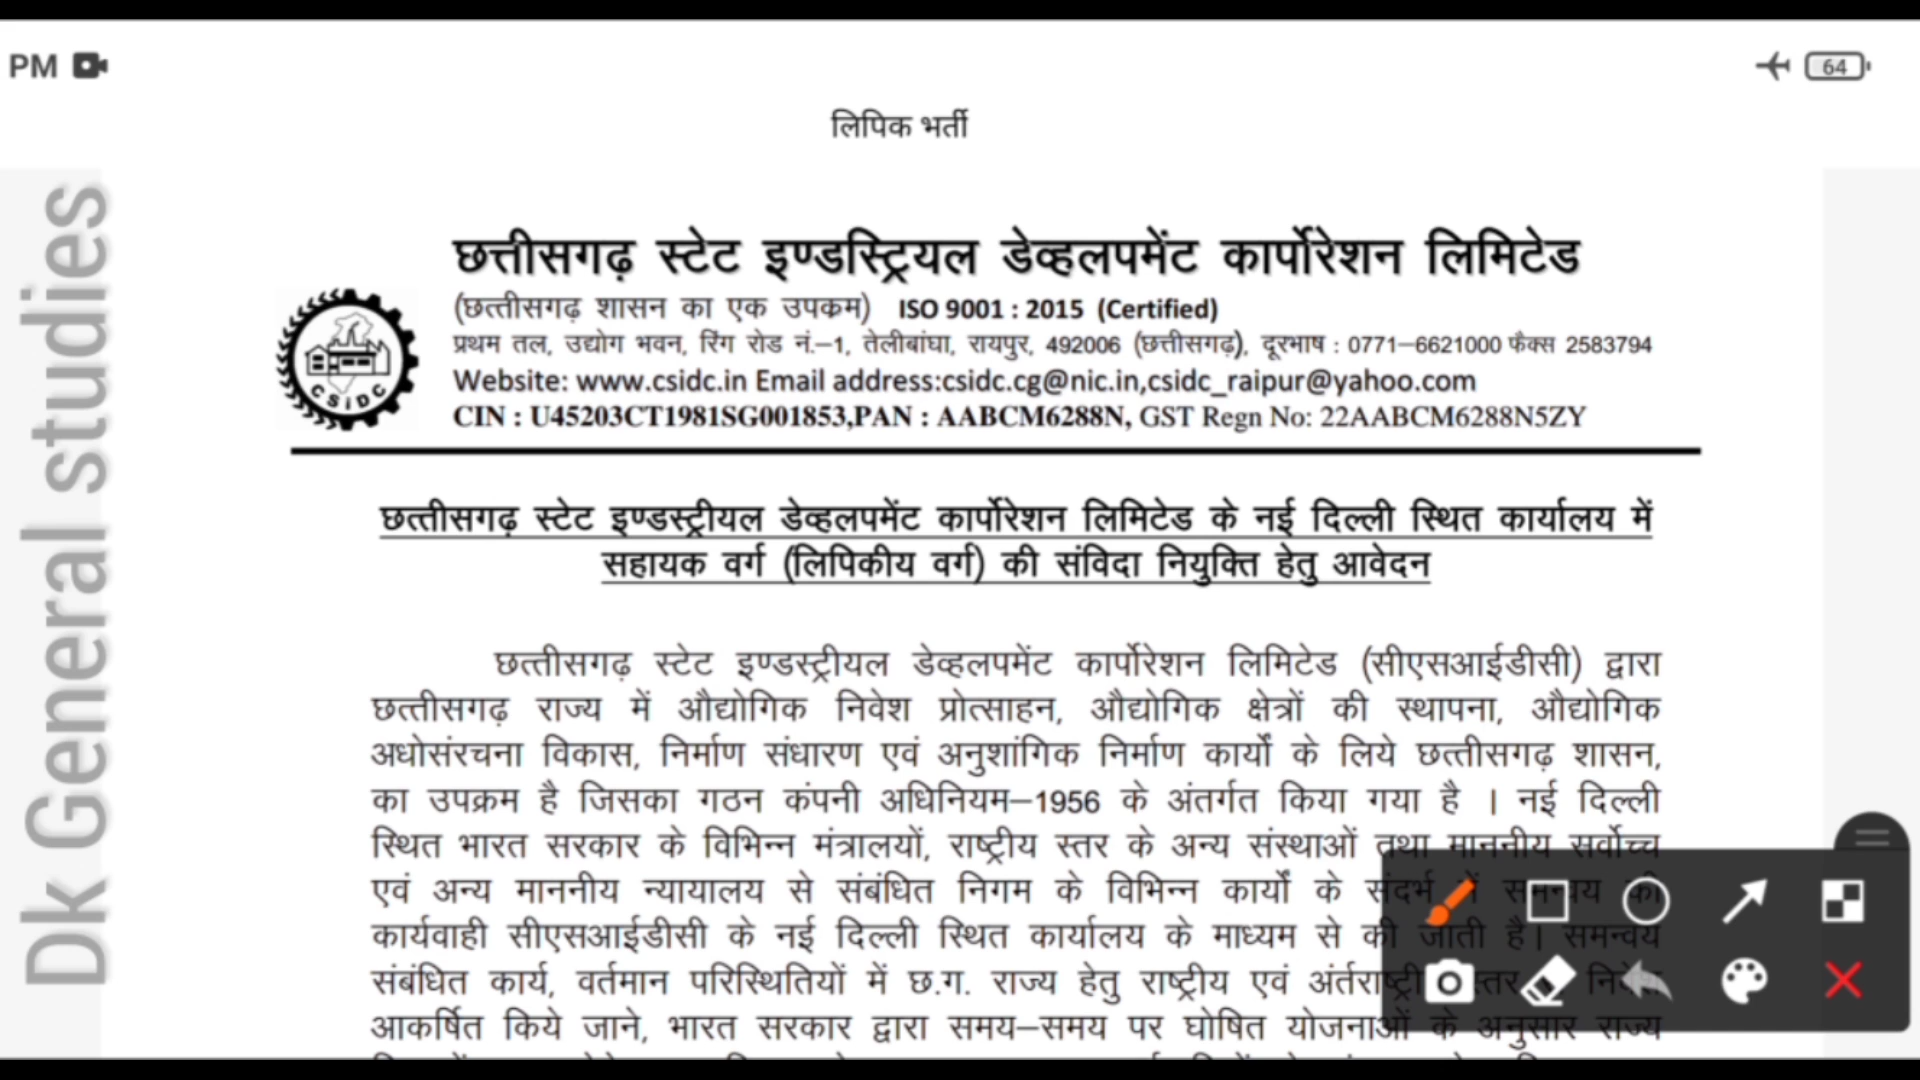 PM
64
लिपिक भर्ती
Dk General studies
छत्तीसगढ़ स्टेट इण्डस्ट्रियल डेव्हलपमेंट कार्पोरेशन लिमिटेड
(छत्तीसगढ़ शासन का एक उपक्रम) ISO 9001 : 2015 (Certified)
प्रथम तल, उद्योग भवन, रिंग रोड नं.–1, तेलीबांधा, रायपुर, 492006 (छत्तीसगढ़), दूरभाष : 0771–6621000 फैक्स 2583794
Website: www.csidc.in Email address:csidc.cg@nic.in,csidc_raipur@yahoo.com
CIN : U45203CT1981SG001853,PAN : AABCM6288N, GST Regn No: 22AABCM6288N5ZY
CSIDC
छत्तीसगढ़ स्टेट इण्डस्ट्रीयल डेव्हलपमेंट कार्पोरेशन लिमिटेड के नई दिल्ली स्थित कार्यालय में
सहायक वर्ग (लिपिकीय वर्ग) की संविदा नियुक्ति हेतु आवेदन
छत्तीसगढ़ स्टेट इण्डस्ट्रीयल डेव्हलपमेंट कार्पोरेशन लिमिटेड (सीएसआईडीसी) द्वारा
छत्तीसगढ़ राज्य में औद्योगिक निवेश प्रोत्साहन, औद्योगिक क्षेत्रों की स्थापना, औद्योगिक
अधोसंरचना विकास, निर्माण संधारण एवं अनुशांगिक निर्माण कार्यों के लिये छत्तीसगढ़ शासन,
का उपक्रम है जिसका गठन कंपनी अधिनियम–1956 के अंतर्गत किया गया है । नई दिल्ली
स्थित भारत सरकार के विभिन्न मंत्रालयों, राष्ट्रीय स्तर के अन्य संस्थाओं तथा माननीय सर्वोच्च
एवं अन्य माननीय न्यायालय से संबंधित निगम के विभिन्न कार्यों के संदर्भ में समन्वय की
कार्यवाही सीएसआईडीसी के नई दिल्ली स्थित कार्यालय के माध्यम से की जाती है। समन्वय
संबंधित कार्य, वर्तमान परिस्थितियों में छ.ग. राज्य हेतु राष्ट्रीय एवं अंर्तराष्ट्रीय स्तर
आकर्षित किये जाने, भारत सरकार द्वारा समय–समय पर घोषित योजनाओं के अनुसार राज्य